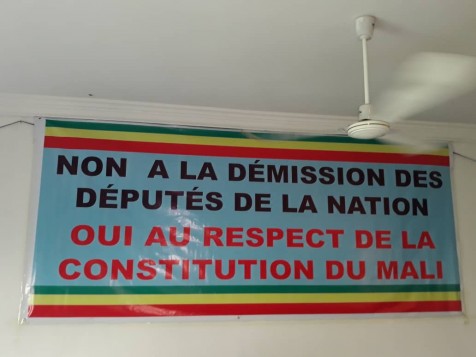 NON A LA DÉMISSION DES
DÉPUTÉS DE LA NATION
OUI AU RESPECT DE LA
CONSTITUTION DU MALI